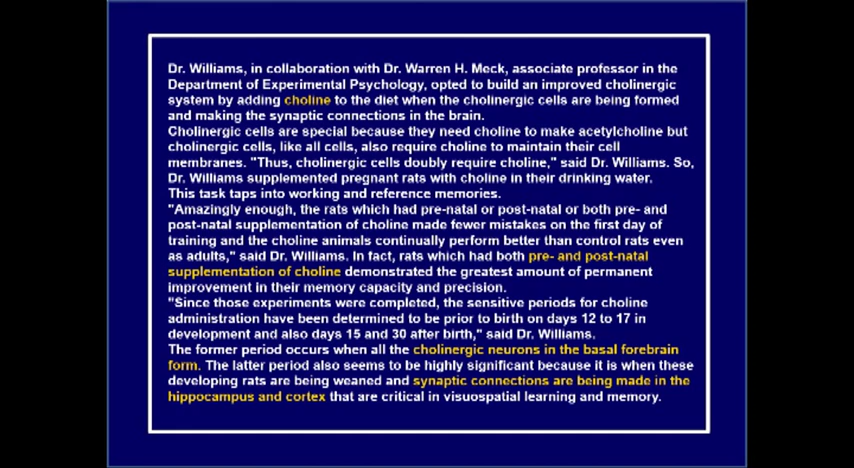 Dr. Williams, in collaboration with Dr. Warren H. Meck, associate professor in the
Department of Experimental Psychology, opted to build an improved cholinergic
system by adding choline to the diet when the cholinergic cells are being formed
and making the synaptic connections in the brain.
Cholinergic cells are special because they need choline to make acetylcholine but
cholinergic cells, like all cells, also require choline to maintain their cell
membranes. "Thus, cholinergic cells doubly require choline," said Dr. Williams. So,
Dr. Williams supplemented pregnant rats with choline in their drinking water.
This task taps into working and reference memories.
"Amazingly enough, the rats which had pre-natal or post-natal or both pre- and
post-natal supplementation of choline made fewer mistakes on the first day of
training and the choline animals continually perform better than control rats even
as adults," said Dr. Williams. In fact, rats which had both pre- and post-natal
supplementation of choline demonstrated the greatest amount of permanent
improvement in their memory capacity and precision.
"Since those experiments were completed, the sensitive periods for choline
administration have been determined to be prior to birth on days 12 to 17 in
development and also days 15 and 30 after birth," said Dr. Williams.
The former period occurs when all the cholinergic neurons in the basal forebrain
form. The latter period also seems to be highly significant because it is when these
developing rats are being weaned and synaptic connections are being made in the
hippocampus and cortex that are critical in visuospatial learning and memory.